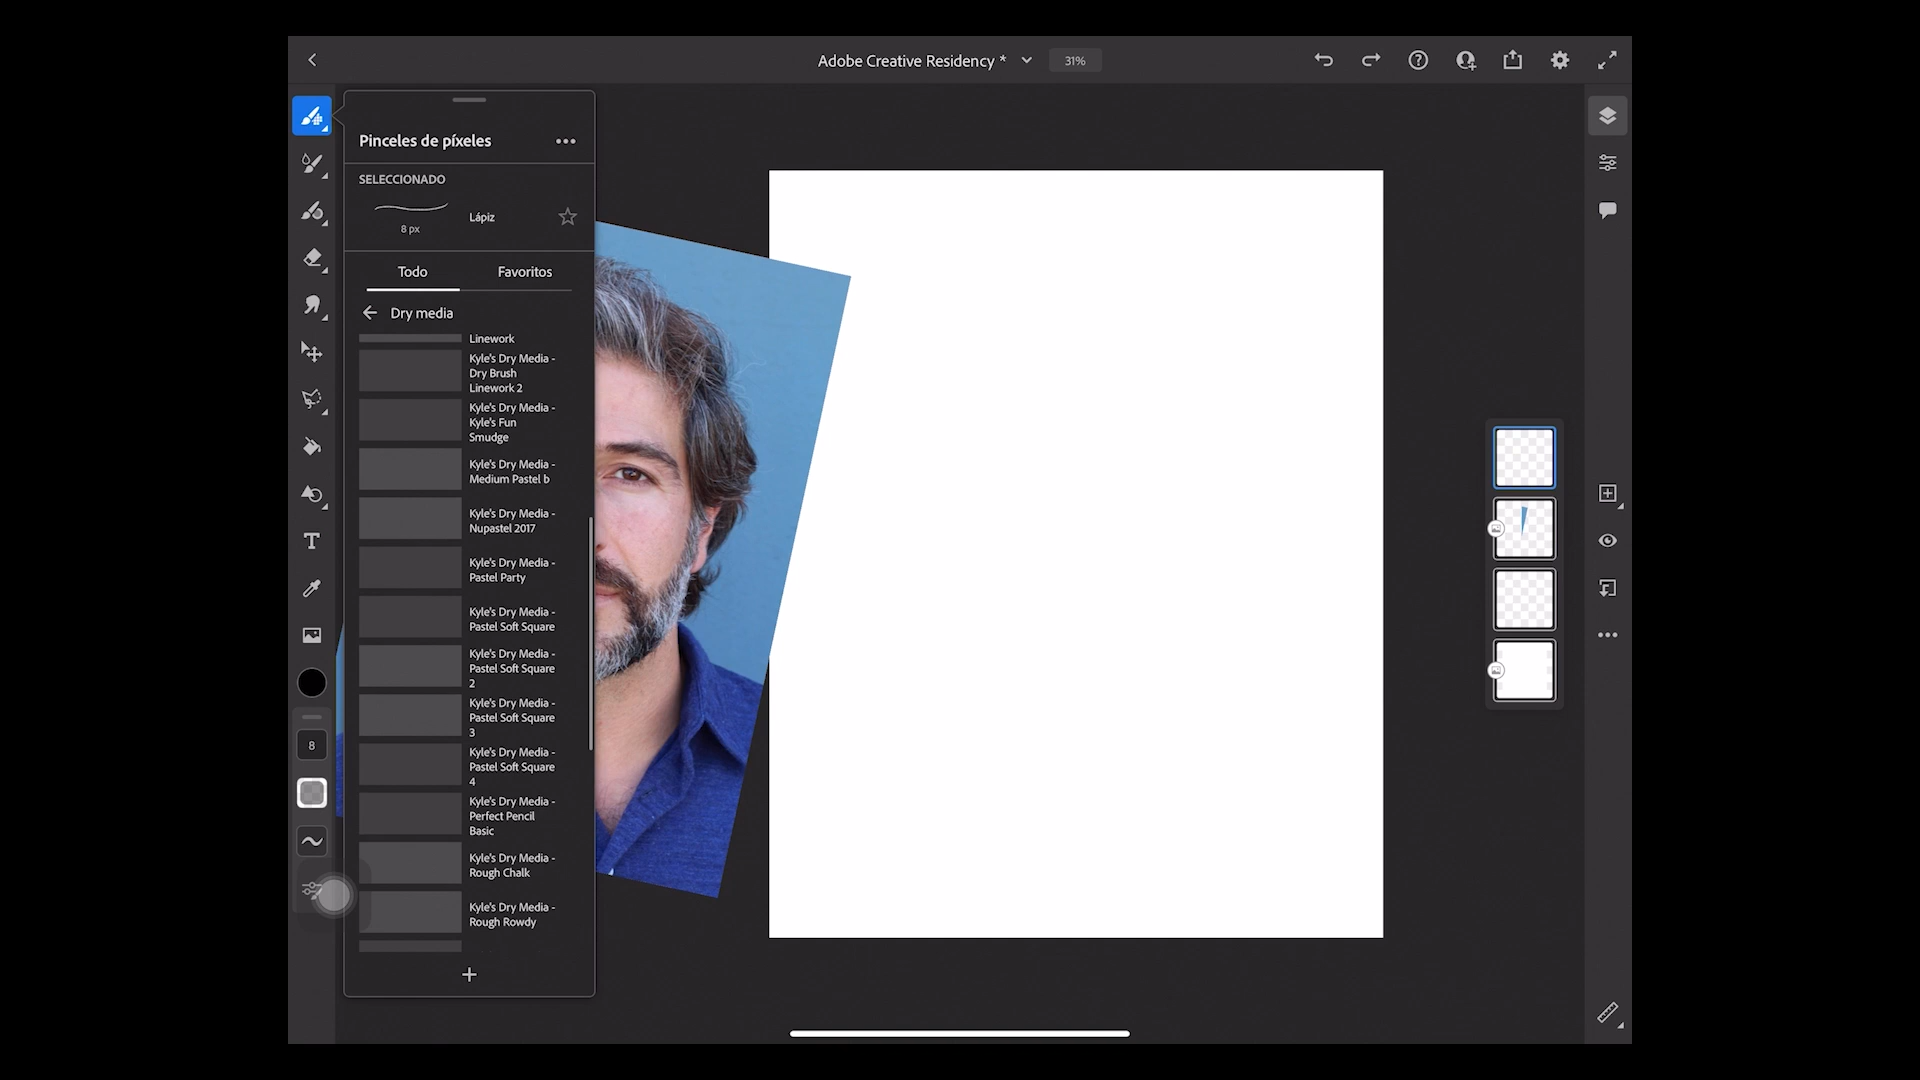 Adobe Creative Residency *
31%
Pinceles de píxeles
SELECCIONADO
Lápiz
8 px
Todo
Favoritos
Dry media
Linework
Kyle's Dry Media -
Dry Brush
Linework 2
Kyle's Dry Media -
Kyle's Fun
Smudge
Kyle's Dry Media -
Medium Pastel b
Kyle's Dry Media -
Nupastel 2017
Kyle's Dry Media -
Pastel Party
Kyle's Dry Media -
Pastel Soft Square
Kyle's Dry Media -
Pastel Soft Square
2
Kyle's Dry Media -
Pastel Soft Square
3
Kyle's Dry Media -
Pastel Soft Square
4
Kyle's Dry Media -
Perfect Pencil
Basic
Kyle's Dry Media -
Rough Chalk
Kyle's Dry Media -
Rough Rowdy
8